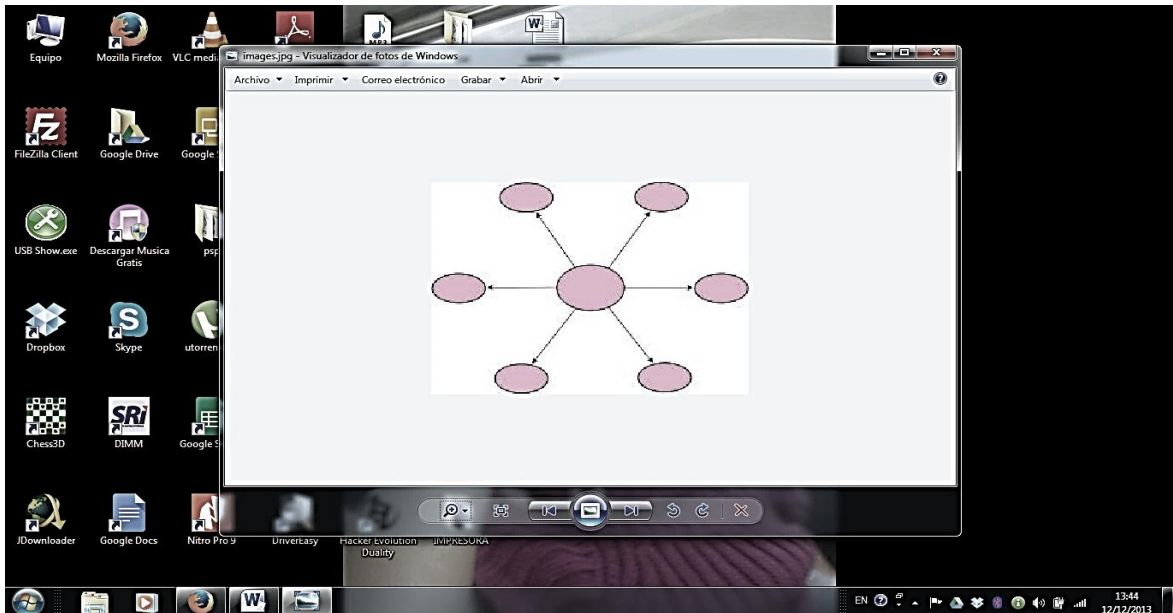 Equipo
Mozilla Firefox
VLC medi
MP3
W
images.jpg - Visualizador de fotos de Windows
Archivo
Imprimir
Correo electrónico
Grabar
Abrir
FileZilla Client
Google Drive
Google
USB Show.exe
Descargar Musica
Gratis
psp
Dropbox
Skype
utorren
Chess3D
SRi
DIMM
Google S
JDownloader
Google Docs
Nitro Pro 9
DriverEasy
Hacker Evolution
Duality
IMPRESORA
W
EN
13:44
12/12/2013